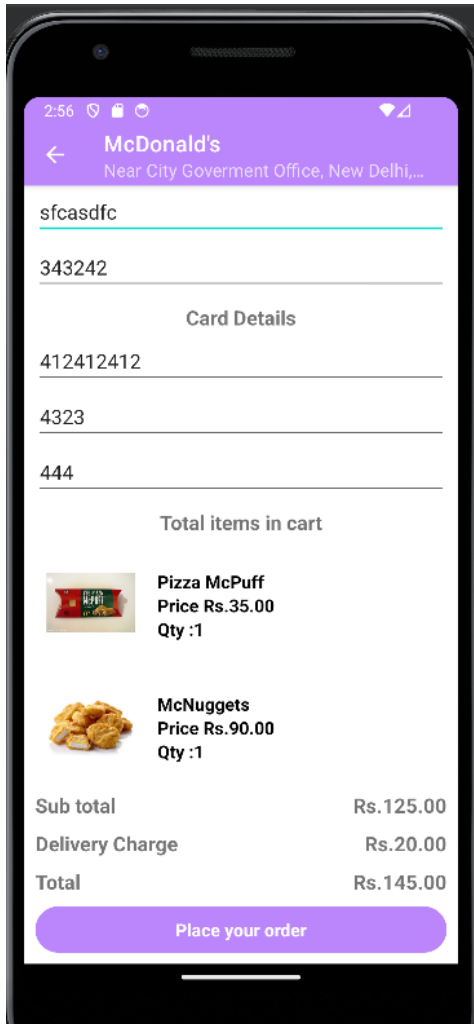 2:56
McDonald's
Near City Goverment Office, New Delhi,...
sfcasdfc
343242
Card Details
412412412
4323
444
Total items in cart
Pizza McPuff
Price Rs.35.00
Qty :1
McNuggets
Price Rs.90.00
Qty :1
Sub total Rs.125.00
Delivery Charge Rs.20.00
Total Rs.145.00
Place your order